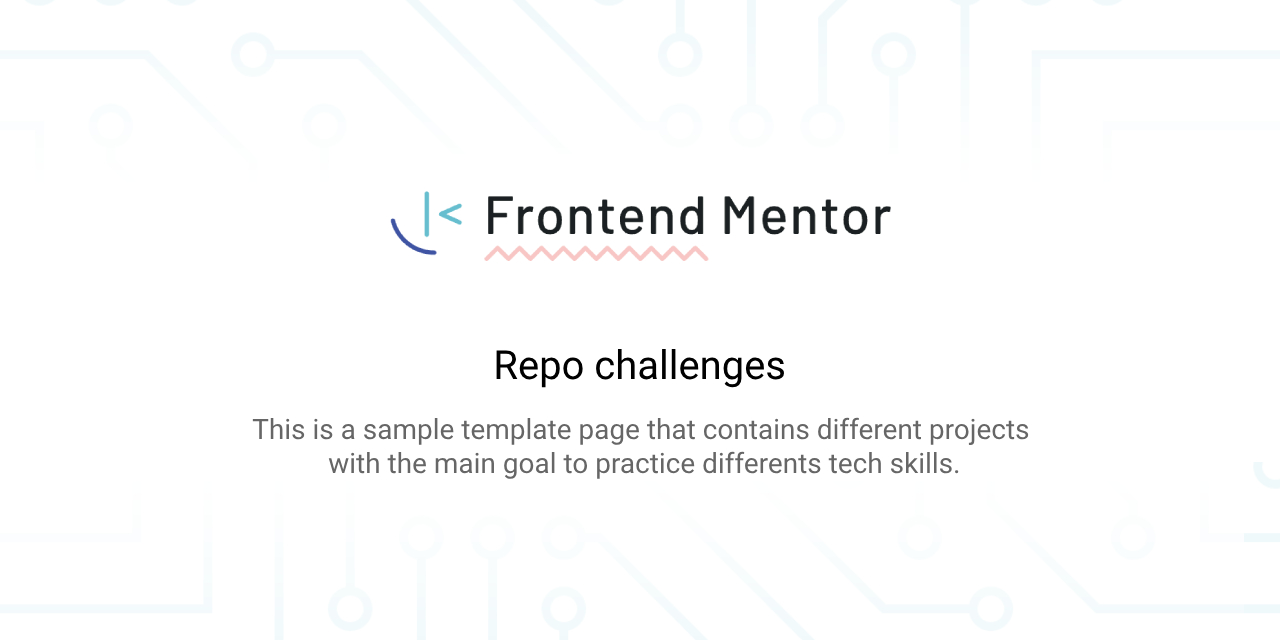 Frontend Mentor
Repo challenges
This is a sample template page that contains different projects
with the main goal to practice differents tech skills.